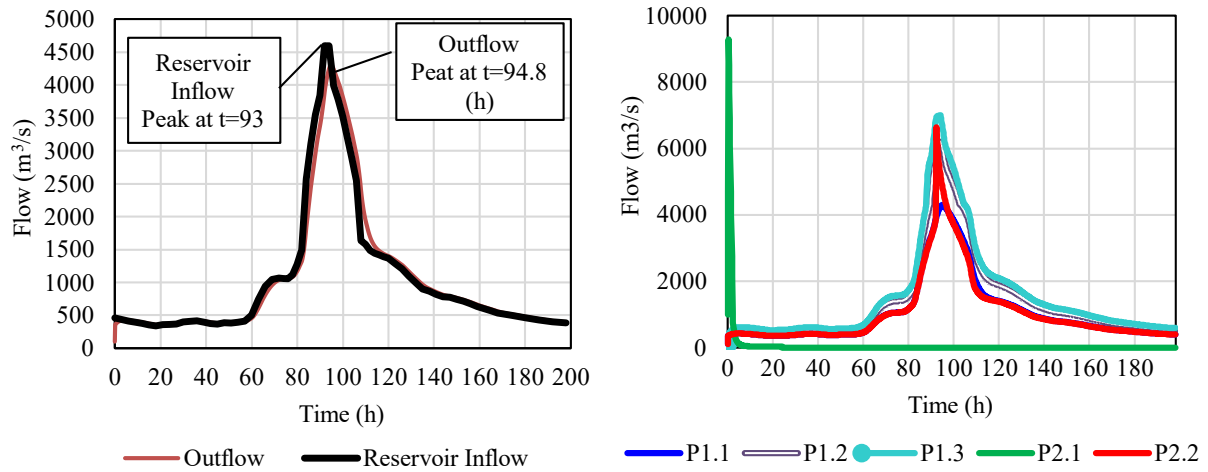 5000
4500
4000
3500
3000
2500
2000
1500
1000
500
0
Flow (m³/s)
Reservoir
Inflow
Peak at t=93
Outflow
Peat at t=94.8
(h)
0 20 40 60 80 100 120 140 160 180 200
Time (h)
Outflow Reservoir Inflow
10000
8000
6000
4000
2000
0
Flow (m3/s)
0 20 40 60 80 100 120 140 160 180
Time (h)
P1.1 P1.2 P1.3 P2.1 P2.2